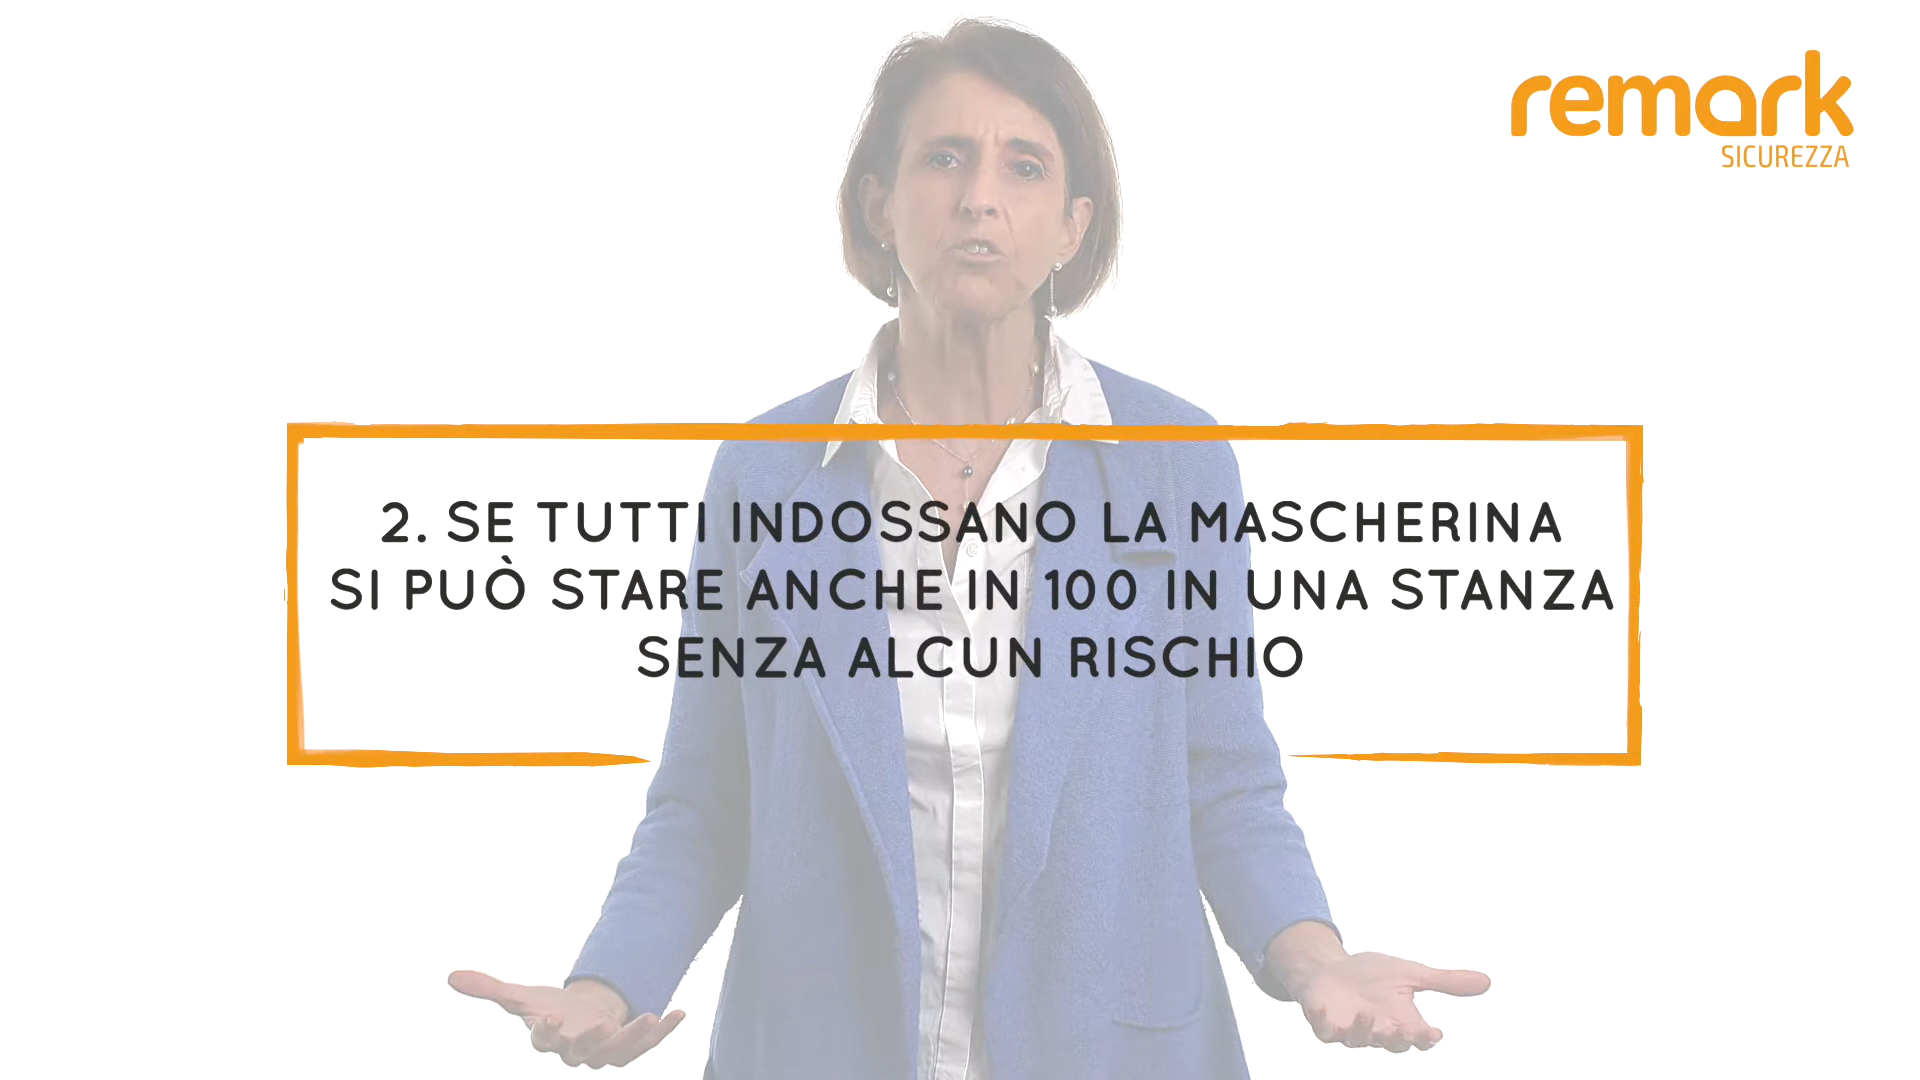 remark
SICUREZZA
2. SE TUTTI INDOSSANO LA MASCHERINA
SI PUÒ STARE ANCHE IN 100 IN UNA STANZA
SENZA ALCUN RISCHIO